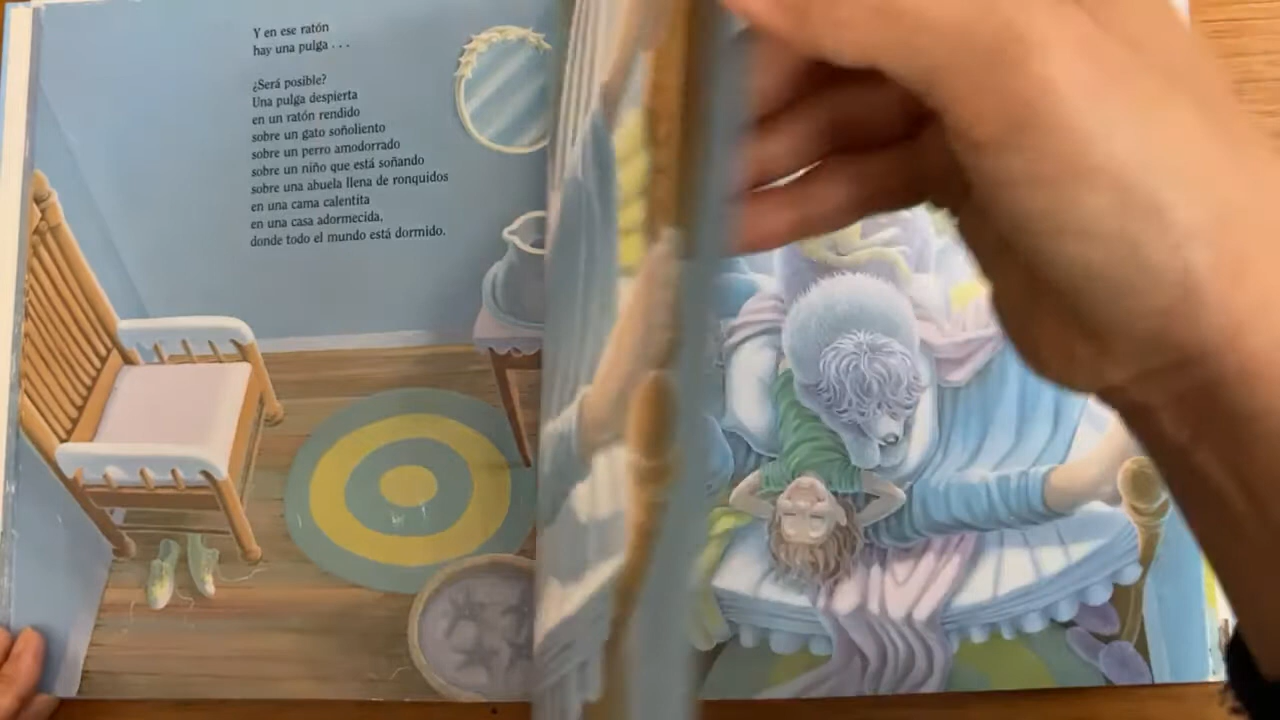 Y en ese ratón
hay una pulga . . .
¿Será posible?
Una pulga despierta
en un ratón rendido
sobre un gato soñoliento
sobre un perro amodorrado
sobre un niño que está soñando
sobre una abuela llena de ronquidos
en una cama calentita
en una casa adormecida,
donde todo el mundo está dormido.